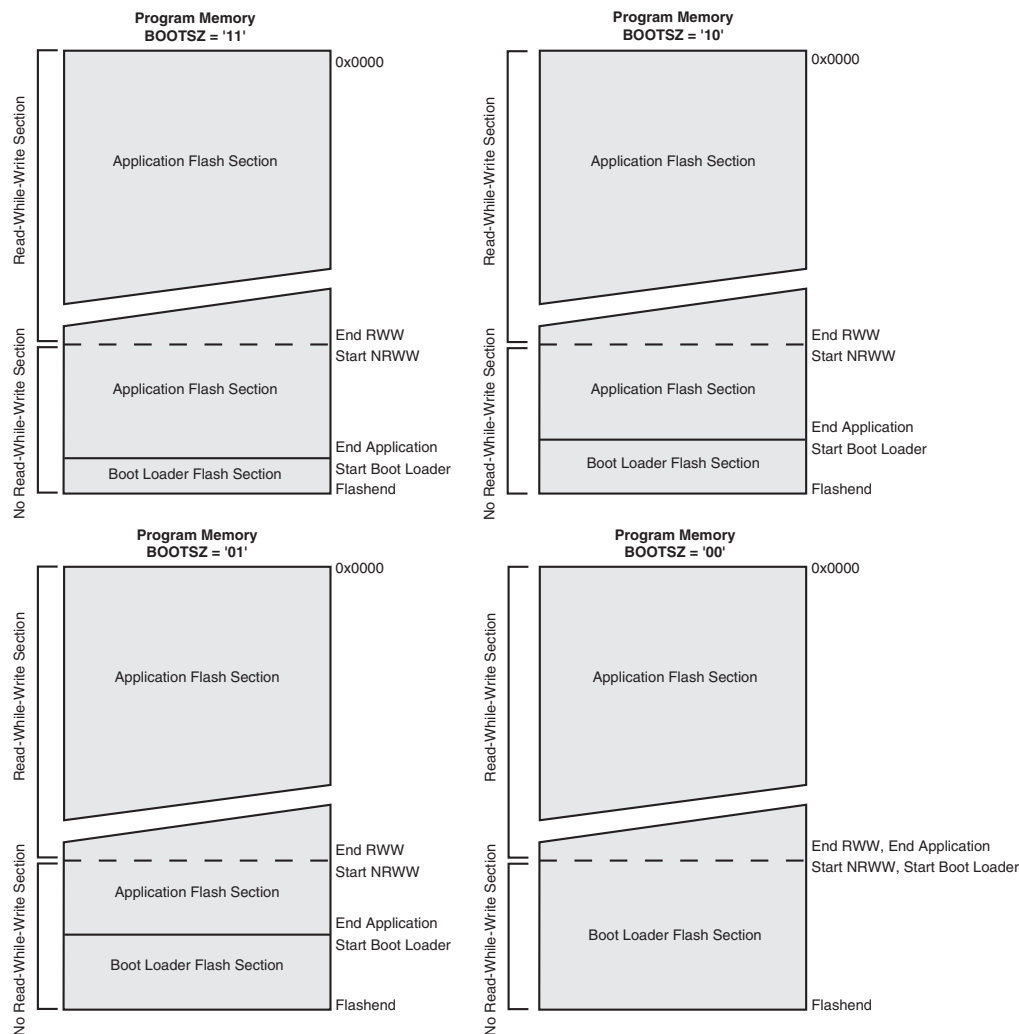 Program Memory
BOOTSZ = '11'
0x0000
Read-While-Write Section
Application Flash Section
End RWW
Start NRWW
No Read-While-Write Section
Application Flash Section
End Application
Start Boot Loader
Boot Loader Flash Section
Flashend
Program Memory
BOOTSZ = '10'
0x0000
Read-While-Write Section
Application Flash Section
End RWW
Start NRWW
No Read-While-Write Section
Application Flash Section
End Application
Start Boot Loader
Boot Loader Flash Section
Flashend
Program Memory
BOOTSZ = '01'
0x0000
Read-While-Write Section
Application Flash Section
End RWW
Start NRWW
No Read-While-Write Section
Application Flash Section
End Application
Start Boot Loader
Boot Loader Flash Section
Flashend
Program Memory
BOOTSZ = '00'
0x0000
Read-While-Write Section
Application Flash Section
End RWW, End Application
Start NRWW, Start Boot Loader
No Read-While-Write Section
Boot Loader Flash Section
Flashend